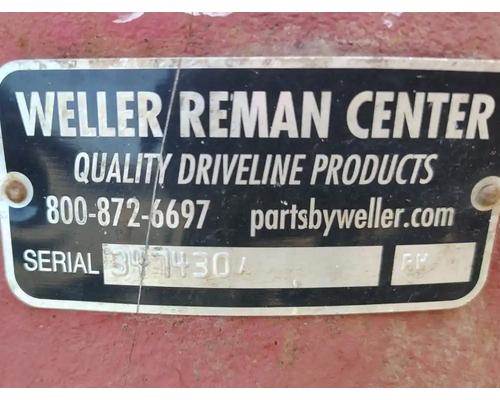 WELLER REMAN CENTER
QUALITY DRIVELINE PRODUCTS
800-872-6697 partsbyweller.com
SERIAL